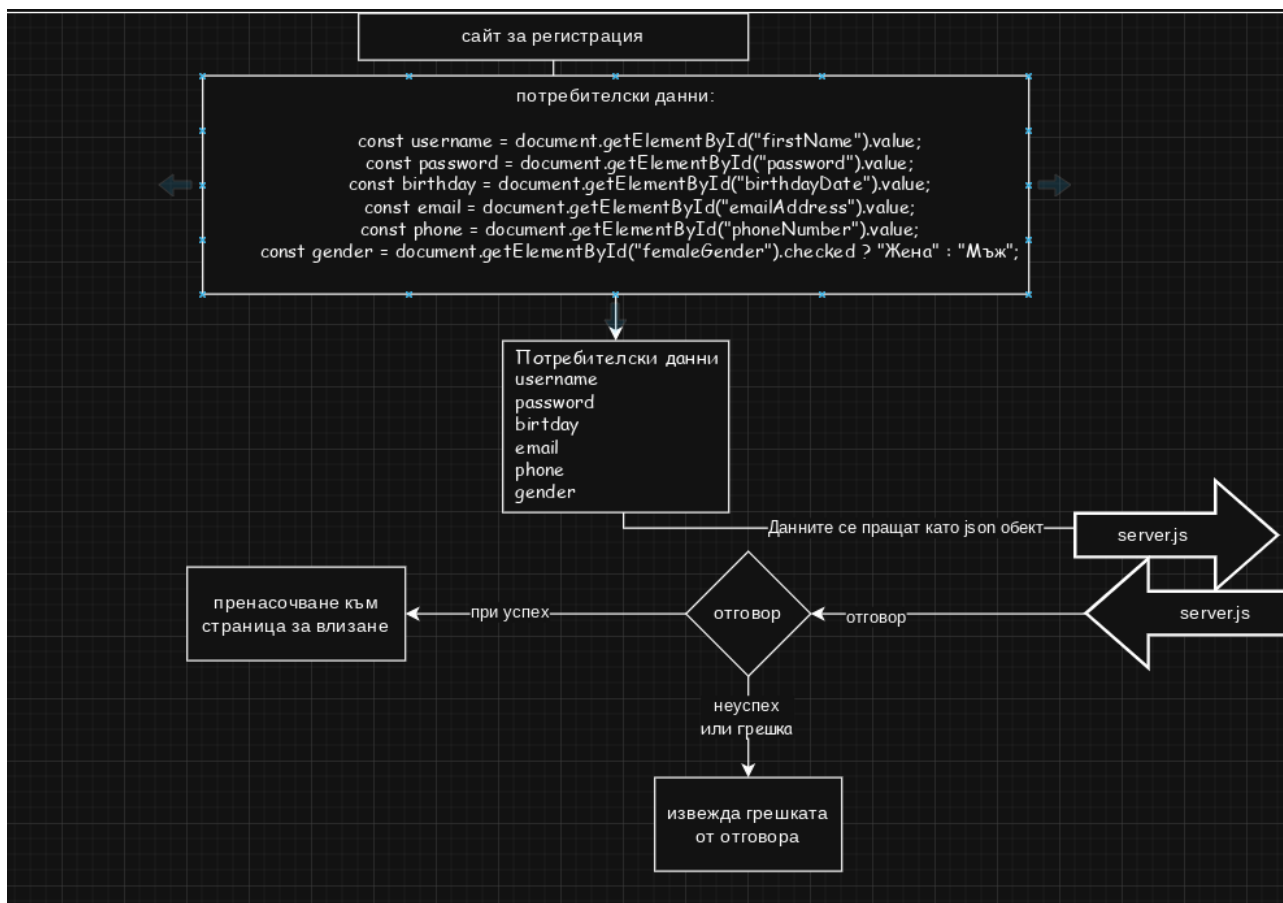 сайт за регистрация
потребителски данни:
const username = document.getElementById("firstName").value;
const password = document.getElementById("password").value;
const birthday = document.getElementById("birthdayDate").value;
const email = document.getElementById("emailAddress").value;
const phone = document.getElementById("phoneNumber").value;
const gender = document.getElementById("femaleGender").checked ? "Жена" : "Мъж";
Потребителски данни
username
password
birtday
email
phone
gender
Данните се пращат като json обект
server.js
пренасочване към
страница за влизане
при успех
отговор
отговор
server.js
неуспех
или грешка
извежда грешката
от отговора